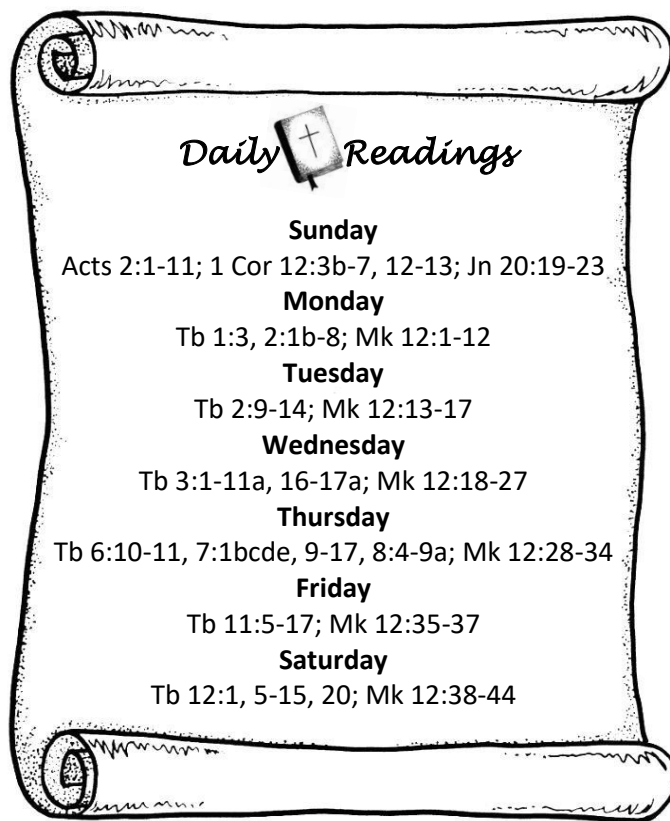 Daily Readings
Sunday
Acts 2:1-11; 1 Cor 12:3b-7, 12-13; Jn 20:19-23
Monday
Tb 1:3, 2:1b-8; Mk 12:1-12
Tuesday
Tb 2:9-14; Mk 12:13-17
Wednesday
Tb 3:1-11a, 16-17a; Mk 12:18-27
Thursday
Tb 6:10-11, 7:1bcde, 9-17, 8:4-9a; Mk 12:28-34
Friday
Tb 11:5-17; Mk 12:35-37
Saturday
Tb 12:1, 5-15, 20; Mk 12:38-44